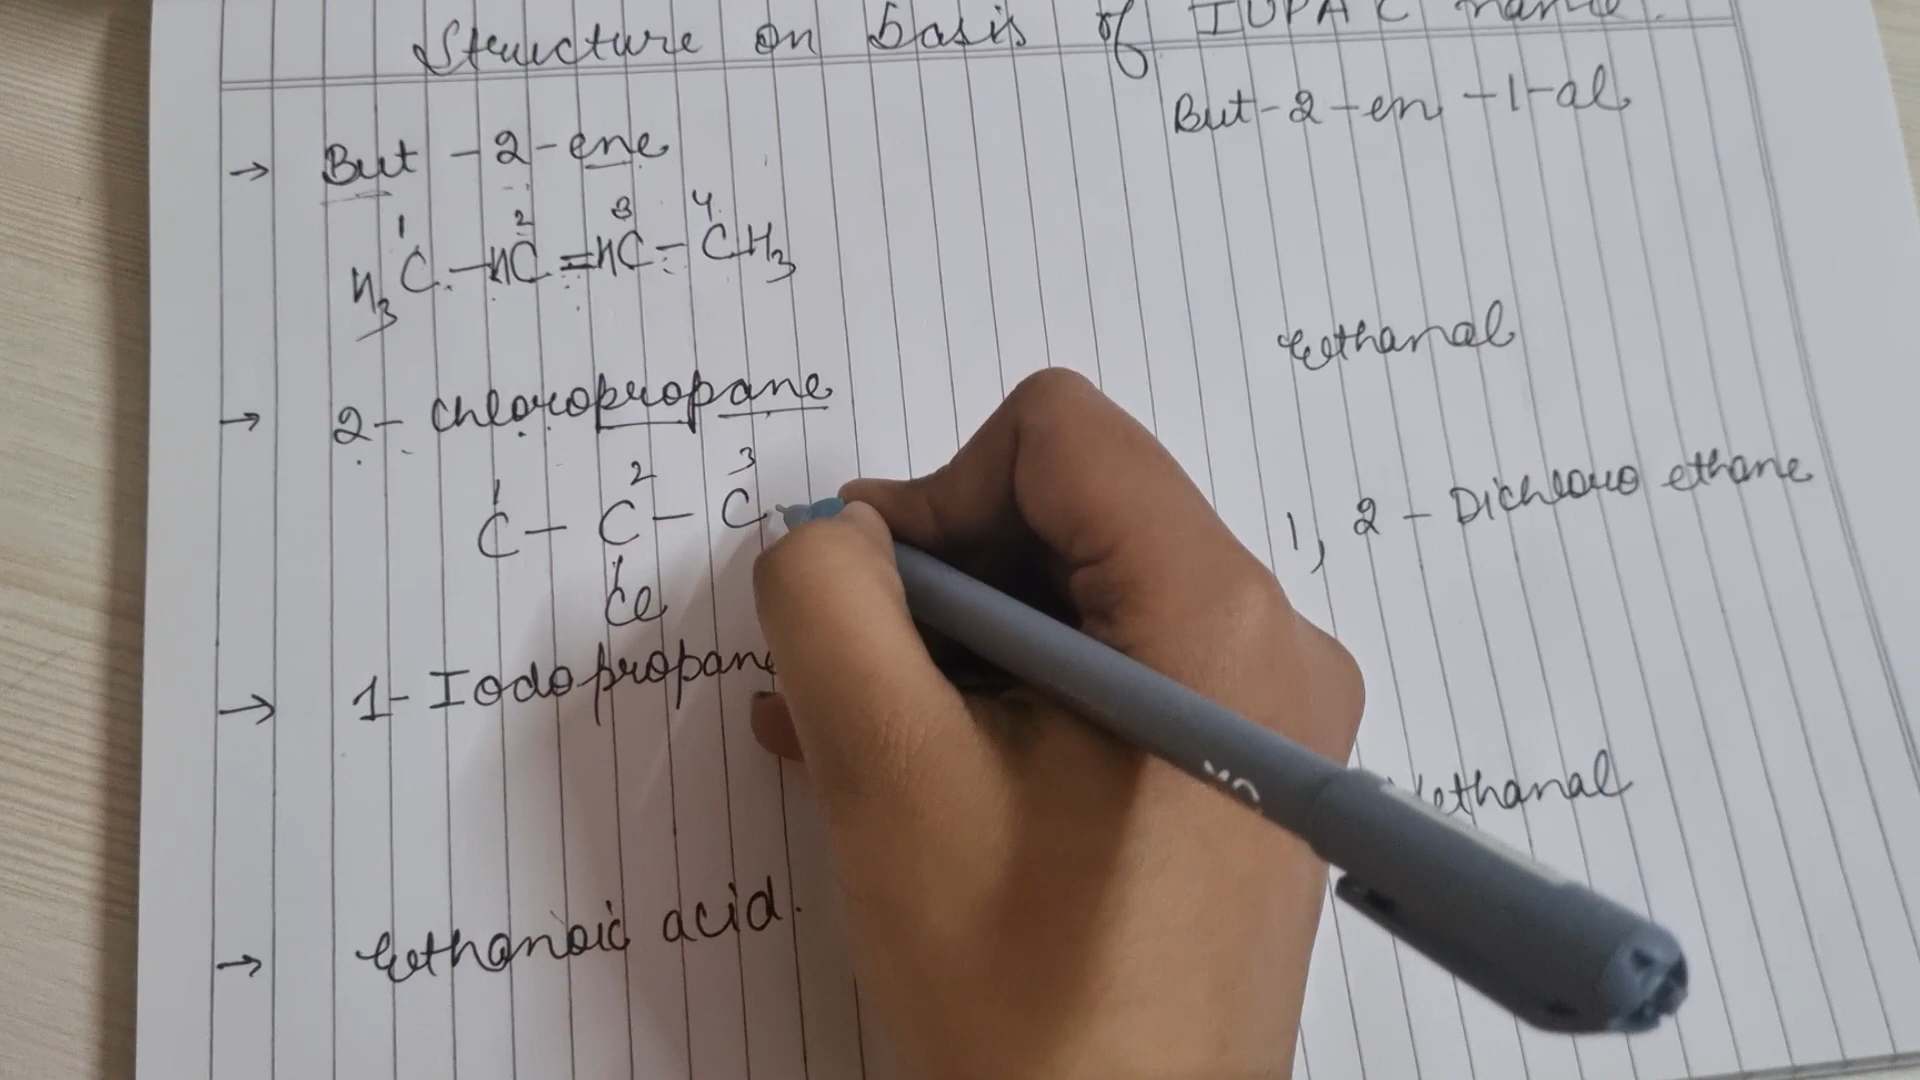 Structure on basis of IUPAC name.
But-2-ene
1 2 3 4
H3C-HC=HC-CH3
2-chloropropane
1 2 3
C-C-C
Cl
1-Iodopropane
Ethanoic acid.
But-2-en-1-al
Ethanal
1, 2-Dichloro ethane